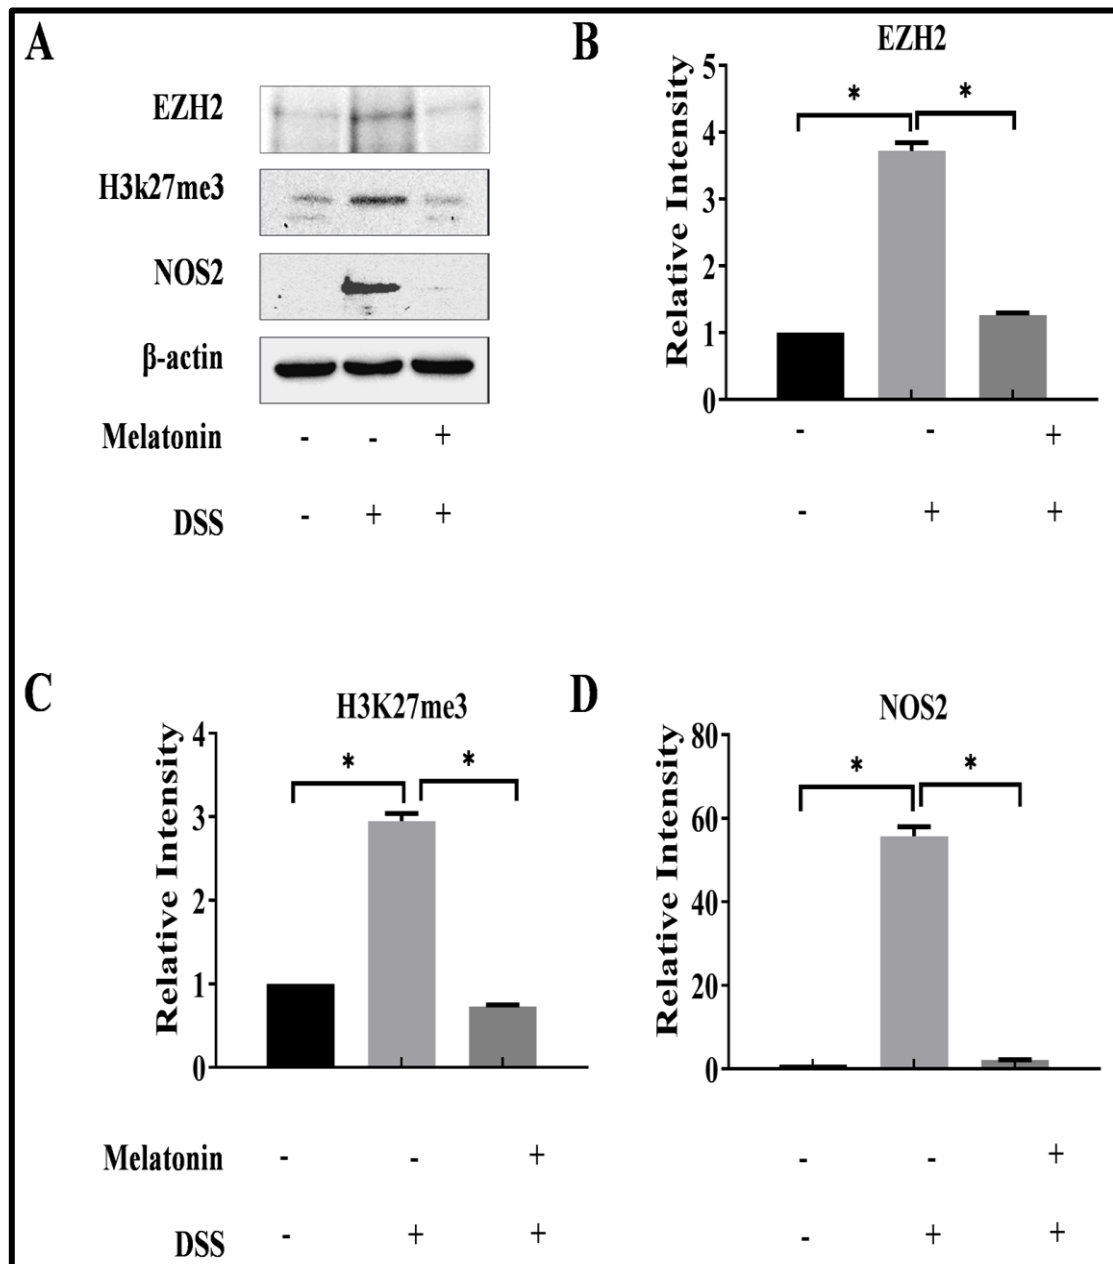 A
EZH2
H3k27me3
NOS2
β-actin
Melatonin - - +
DSS - + +
B
EZH2
Relative Intensity
5
4
3
2
1
0
* *
- - +
- + +
C
H3K27me3
Relative Intensity
4
3
2
1
0
* *
Melatonin - - +
DSS - + +
D
NOS2
Relative Intensity
80
60
40
20
0
* *
- - +
- + +